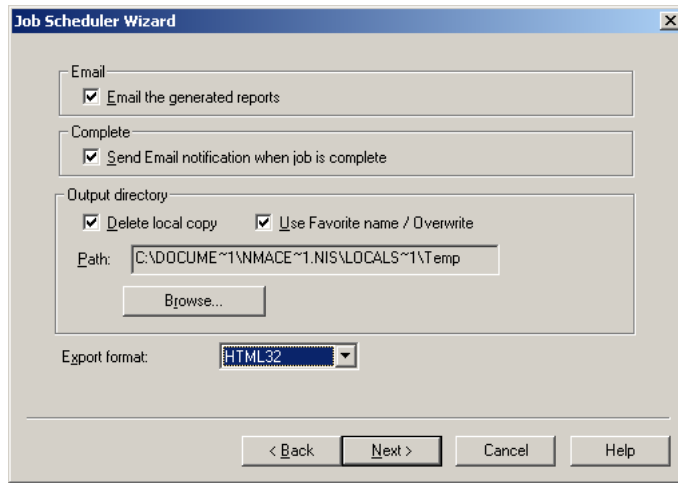 Job Scheduler Wizard
Email
Email the generated reports
Complete
Send Email notification when job is complete
Output directory
Delete local copy Use Favorite name / Overwrite
Path: C:\DOCUME~1\NMACE~1.NIS\LOCALS~1\Temp
Browse...
Export format: HTML32
< Back Next > Cancel Help